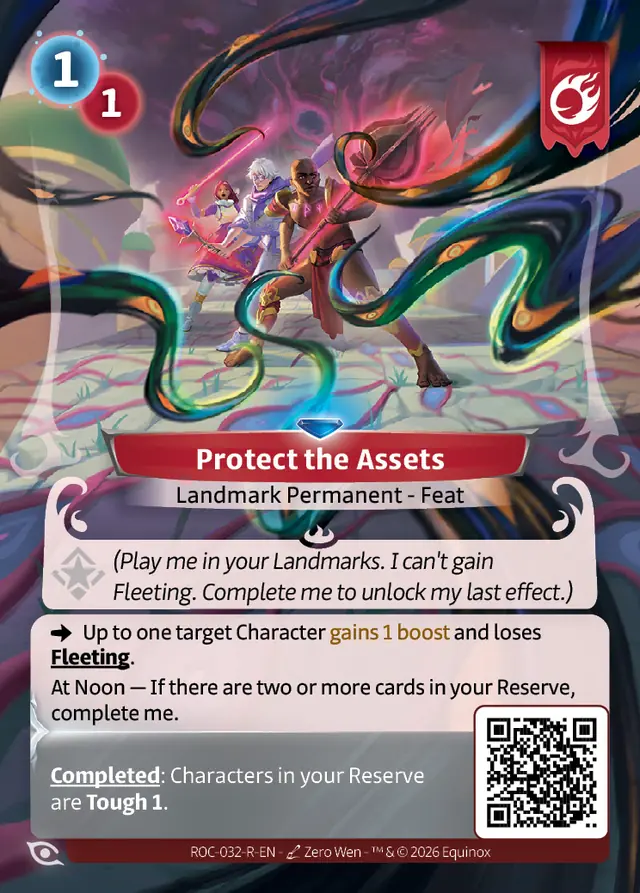 1
1
Protect the Assets
Landmark Permanent - Feat
(Play me in your Landmarks. I can't gain
Fleeting. Complete me to unlock my last effect.)
Up to one target Character gains 1 boost and loses
Fleeting.
At Noon — If there are two or more cards in your Reserve,
complete me.
Completed: Characters in your Reserve
are Tough 1.
ROC-032-R-EN - Zero Wen - ™ & © 2026 Equinox